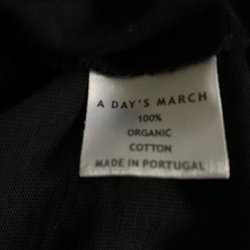 A DAY'S MARCH
100%
ORGANIC
COTTON
MADE IN PORTUGAL